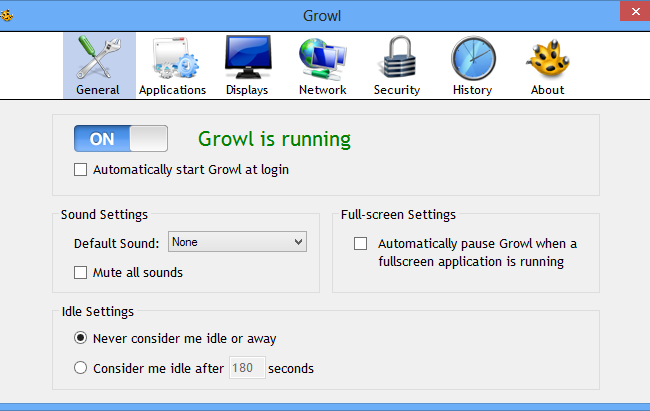 Growl
General
Applications
Displays
Network
Security
History
About
ON
Growl is running
Automatically start Growl at login
Sound Settings
Default Sound: None
Mute all sounds
Full-screen Settings
Automatically pause Growl when a
fullscreen application is running
Idle Settings
Never consider me idle or away
Consider me idle after 180 seconds